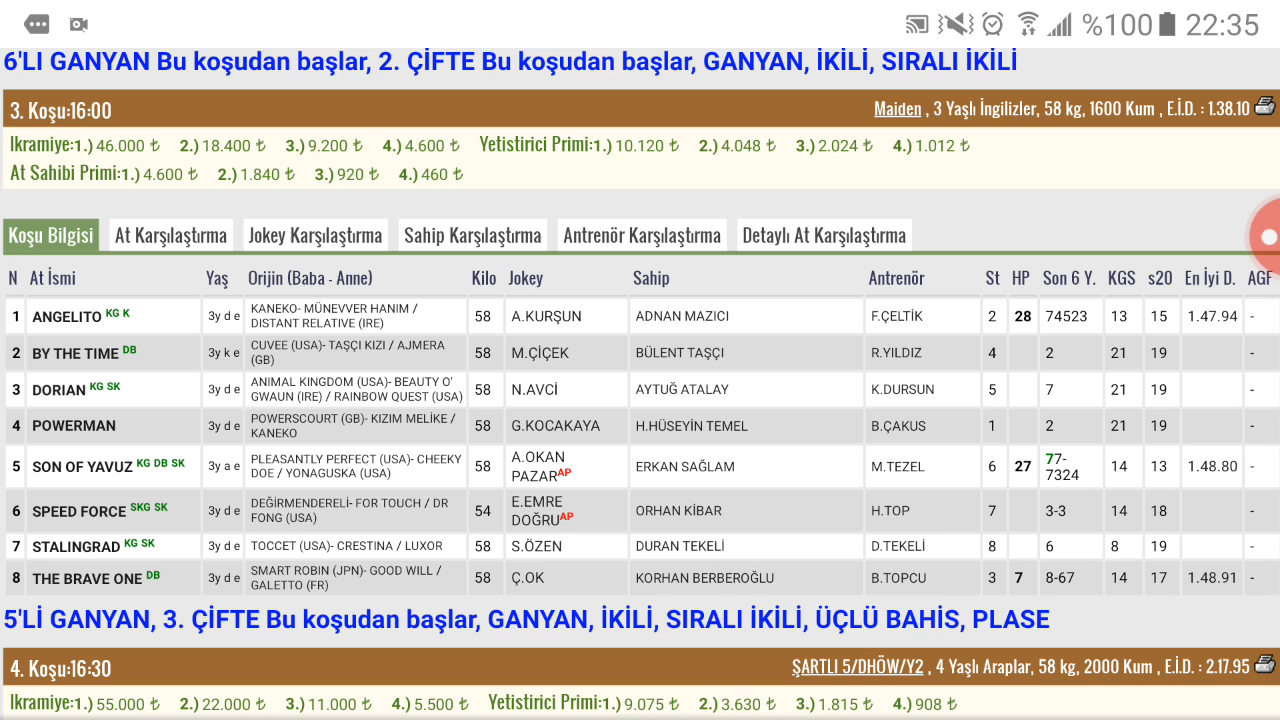 %100 22:35
6'LI GANYAN Bu koşudan başlar, 2. ÇİFTE Bu koşudan başlar, GANYAN, İKİLİ, SIRALI İKİLİ
3. Koşu:16:00 Maiden , 3 Yaşlı İngilizler, 58 kg, 1600 Kum , E.İ.D. : 1.38.10
Ikramiye:1.) 46.000 ₺ 2.) 18.400 ₺ 3.) 9.200 ₺ 4.) 4.600 ₺ Yetistirici Primi:1.) 10.120 ₺ 2.) 4.048 ₺ 3.) 2.024 ₺ 4.) 1.012 ₺
At Sahibi Primi:1.) 4.600 ₺ 2.) 1.840 ₺ 3.) 920 ₺ 4.) 460 ₺
Koşu Bilgisi At Karşılaştırma Jokey Karşılaştırma Sahip Karşılaştırma Antrenör Karşılaştırma Detaylı At Karşılaştırma
N At İsmi Yaş Orijin (Baba - Anne) Kilo Jokey Sahip Antrenör St HP Son 6 Y. KGS s20 En İyi D. AGF
1 ANGELITO KG K 3y d e KANEKO- MÜNEVVER HANIM / DISTANT RELATIVE (IRE) 58 A.KURŞUN ADNAN MAZICI F.ÇELTİK 2 28 74523 13 15 1.47.94 -
2 BY THE TIME DB 3y k e CUVEE (USA)- TAŞÇI KIZI / AJMERA (GB) 58 M.ÇİÇEK BÜLENT TAŞÇI R.YILDIZ 4 2 21 19 -
3 DORIAN KG SK 3y d e ANIMAL KINGDOM (USA)- BEAUTY O' GWAUN (IRE) / RAINBOW QUEST (USA) 58 N.AVCİ AYTUĞ ATALAY K.DURSUN 5 7 21 19 -
4 POWERMAN 3y d e POWERSCOURT (GB)- KIZIM MELİKE / KANEKO 58 G.KOCAKAYA H.HÜSEYİN TEMEL B.ÇAKUS 1 2 21 19 -
5 SON OF YAVUZ KG DB SK 3y a e PLEASANTLY PERFECT (USA)- CHEEKY DOE / YONAGUSKA (USA) 58 A.OKAN PAZARAP ERKAN SAĞLAM M.TEZEL 6 27 77-7324 14 13 1.48.80 -
6 SPEED FORCE SKG SK 3y d e DEĞİRMENDERELİ- FOR TOUCH / DR FONG (USA) 54 E.EMRE DOĞRUAP ORHAN KİBAR H.TOP 7 3-3 14 18 -
7 STALINGRAD KG SK 3y d e TOCCET (USA)- CRESTINA / LUXOR 58 S.ÖZEN DURAN TEKELİ D.TEKELİ 8 6 8 19 -
8 THE BRAVE ONE DB 3y d e SMART ROBIN (JPN)- GOOD WILL / GALETTO (FR) 58 Ç.OK KORHAN BERBEROĞLU B.TOPCU 3 7 8-67 14 17 1.48.91 -
5'Lİ GANYAN, 3. ÇİFTE Bu koşudan başlar, GANYAN, İKİLİ, SIRALI İKİLİ, ÜÇLÜ BAHİS, PLASE
4. Koşu:16:30 ŞARTLI 5/DHÖW/Y2 , 4 Yaşlı Araplar, 58 kg, 2000 Kum , E.İ.D. : 2.17.95
Ikramiye:1.) 55.000 ₺ 2.) 22.000 ₺ 3.) 11.000 ₺ 4.) 5.500 ₺ Yetistirici Primi:1.) 9.075 ₺ 2.) 3.630 ₺ 3.) 1.815 ₺ 4.) 908 ₺